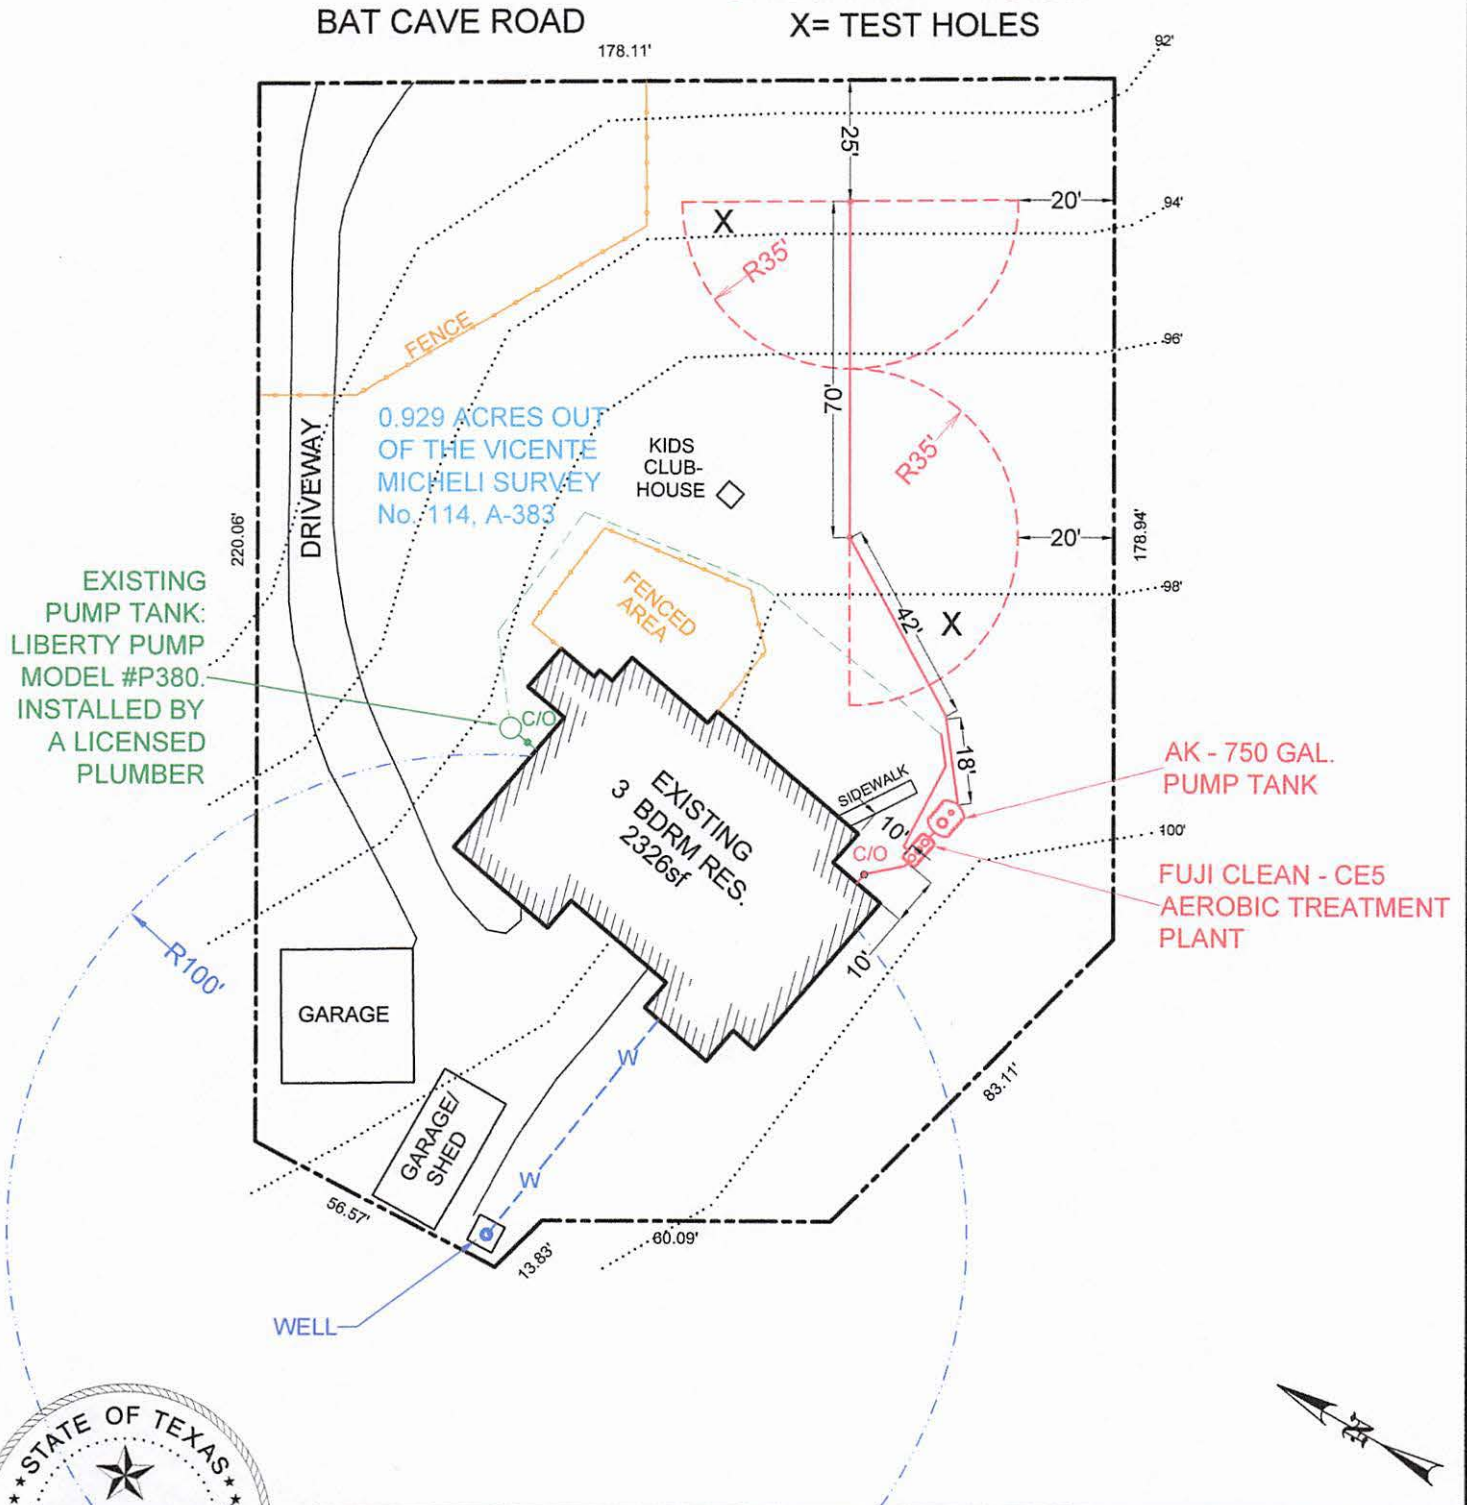 BAT CAVE ROAD
X= TEST HOLES
178.11'
92'
25'
20'
94'
X
R35'
FENCE
96'
70'
0.929 ACRES OUT
OF THE VICENTE
MICHELI SURVEY
No. 114, A-383
KIDS
CLUB-
HOUSE
R35'
DRIVEWAY
220.06'
20'
178.94'
EXISTING
PUMP TANK:
LIBERTY PUMP
MODEL #P380.
INSTALLED BY
A LICENSED
PLUMBER
FENCED
AREA
98'
42'
X
C/O
18'
AK - 750 GAL.
PUMP TANK
SIDEWALK
EXISTING
3 BDRM RES.
2326sf
10'
C/O
100'
FUJI CLEAN - CE5
AEROBIC TREATMENT
PLANT
10'
R100'
GARAGE
W
83.11'
GARAGE/
SHED
W
56.57'
13.83'
60.09'
WELL
STATE OF TEXAS
N